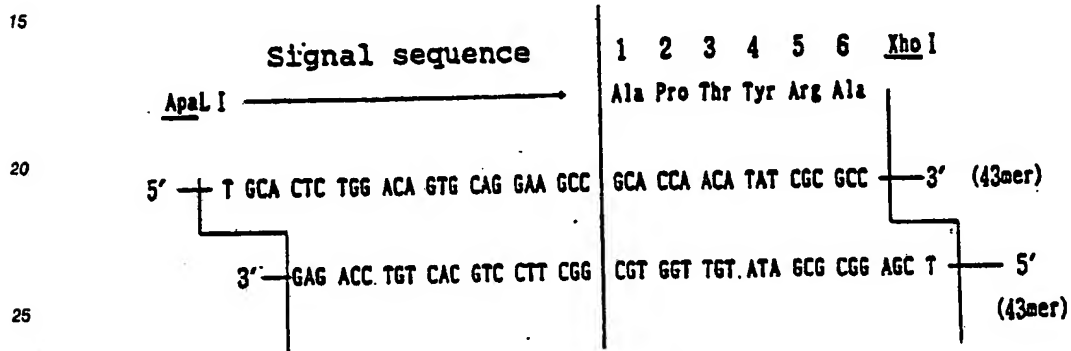 15
Signal sequence 1 2 3 4 5 6 Xho I
ApaL I Ala Pro Thr Tyr Arg Ala
20
5′ T GCA CTC TGG ACA GTG CAG GAA GCC GCA CCA ACA TAT CGC GCC 3′ (43mer)
3′ GAG ACC. TGT CAC GTC CTT CGG CGT GGT TGT. ATA GCG CGG AGC T 5′
(43mer)
25